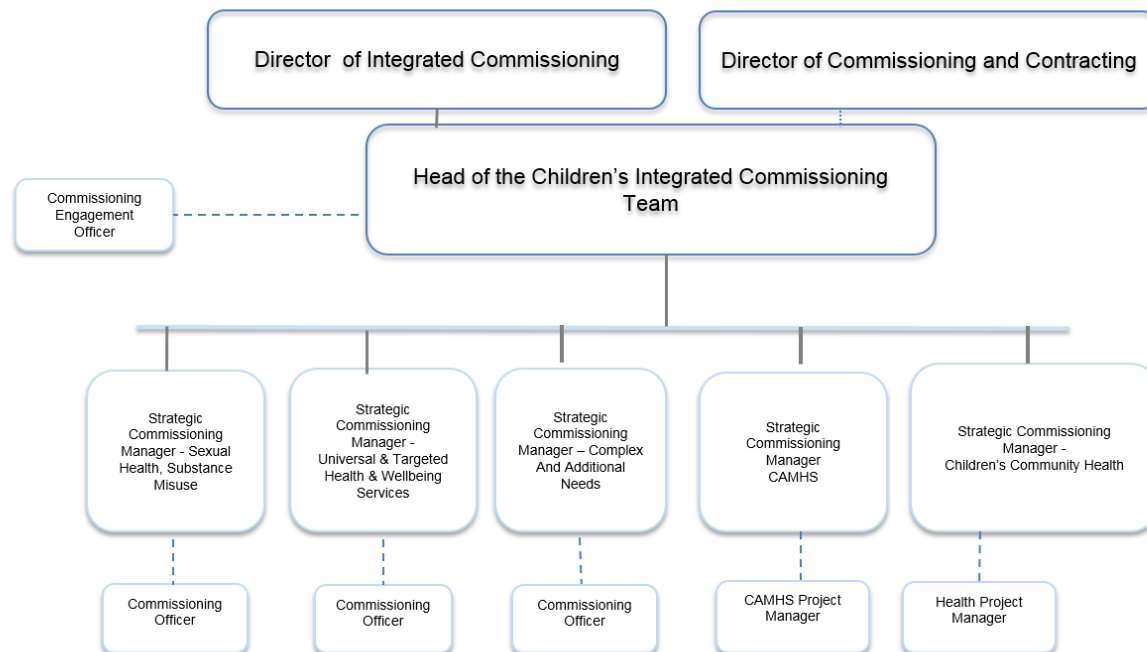 Director  of Integrated Commissioning
Director of Commissioning and Contracting
Head of the Children’s Integrated Commissioning
Team
Commissioning
Engagement
Officer
Strategic
Commissioning
Manager - Sexual
Health, Substance
Misuse
Strategic
Commissioning
Manager -
Universal & Targeted
Health & Wellbeing
Services
Strategic
Commissioning
Manager – Complex
And Additional
Needs
Strategic
Commissioning
Manager
CAMHS
Strategic Commissioning
Manager -
Children’s Community Health
Commissioning
Officer
Commissioning
Officer
Commissioning
Officer
CAMHS Project
Manager
Health Project
Manager